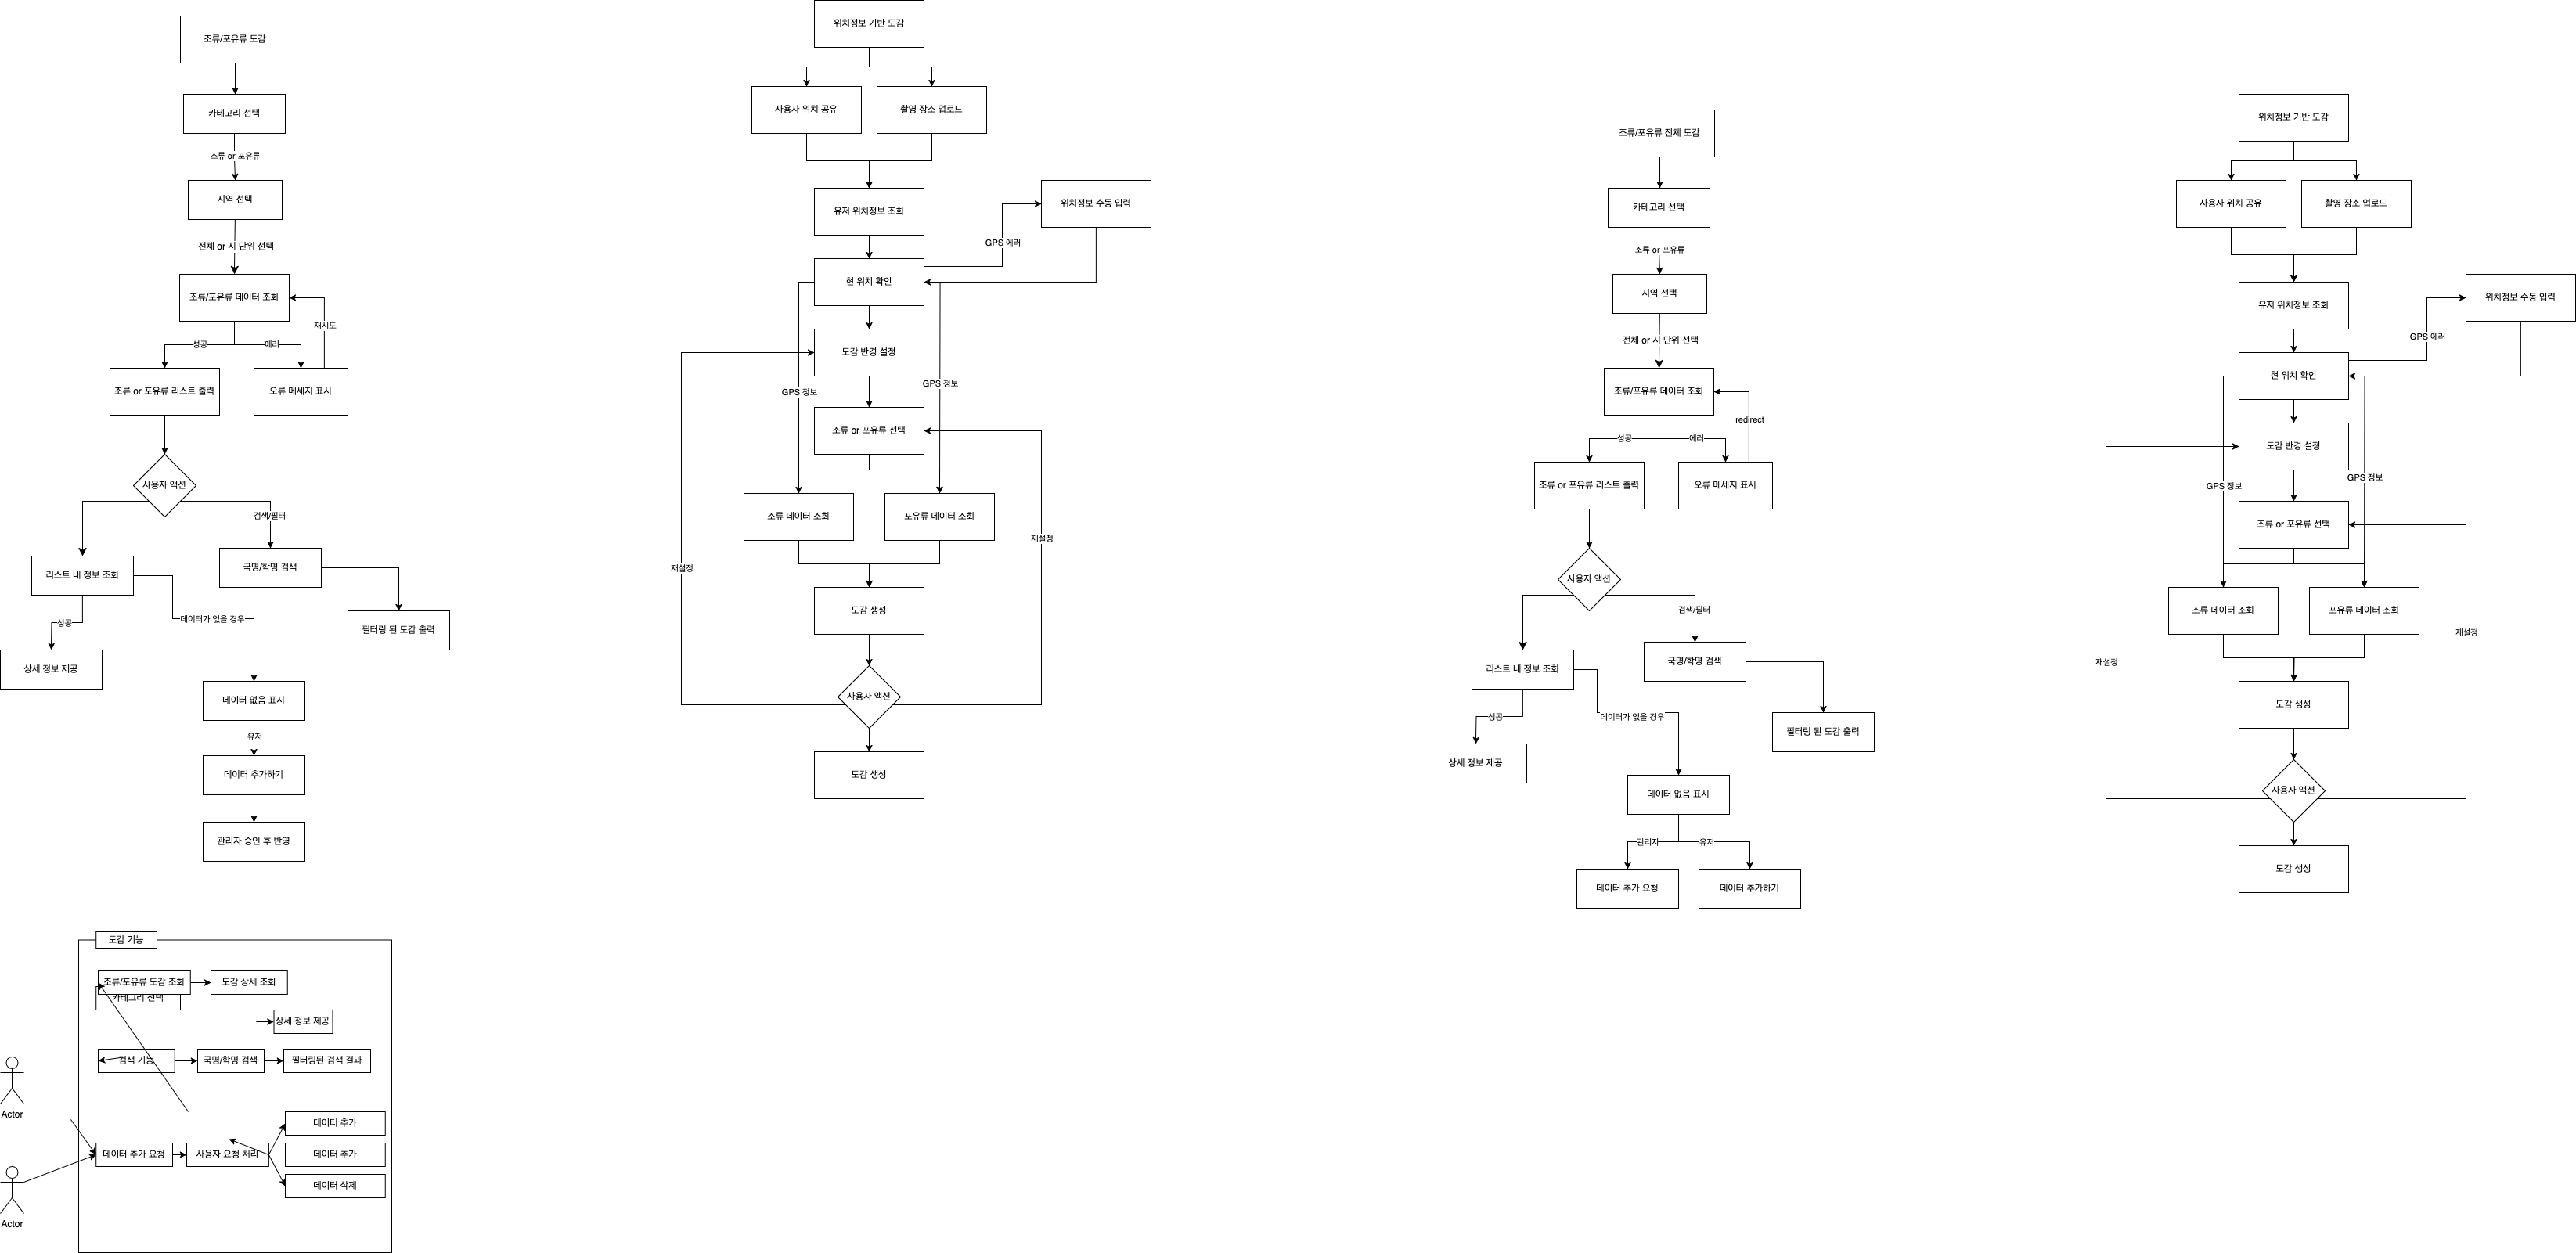 조류/포유류 도감
카테고리 선택
조류 or 포유류
지역 선택
전체 or 시 단위 선택
조류/포유류 데이터 조회
재시도
성공
에러
조류 or 포유류 리스트 출력
오류 메세지 표시
사용자 액션
검색/필터
리스트 내 정보 조회
국명/학명 검색
성공
데이터가 없을 경우
필터링 된 도감 출력
상세 정보 제공
데이터 없음 표시
유저
데이터 추가하기
관리자 승인 후 반영
위치정보 기반 도감
사용자 위치 공유
촬영 장소 업로드
유저 위치정보 조회
위치정보 수동 입력
GPS 에러
현 위치 확인
도감 반경 설정
GPS 정보
GPS 정보
조류 or 포유류 선택
조류 데이터 조회
포유류 데이터 조회
재설정
재설정
도감 생성
사용자 액션
도감 생성
조류/포유류 전체 도감
카테고리 선택
조류 or 포유류
지역 선택
전체 or 시 단위 선택
조류/포유류 데이터 조회
redirect
성공
에러
조류 or 포유류 리스트 출력
오류 메세지 표시
사용자 액션
검색/필터
리스트 내 정보 조회
국명/학명 검색
성공
데이터가 없을 경우
필터링 된 도감 출력
상세 정보 제공
데이터 없음 표시
관리자
유저
데이터 추가 요청
데이터 추가하기
위치정보 기반 도감
사용자 위치 공유
촬영 장소 업로드
유저 위치정보 조회
위치정보 수동 입력
GPS 에러
현 위치 확인
도감 반경 설정
GPS 정보
GPS 정보
조류 or 포유류 선택
조류 데이터 조회
포유류 데이터 조회
재설정
재설정
도감 생성
사용자 액션
도감 생성
도감 기능
조류/포유류 도감 조회
도감 상세 조회
카테고리 선택
상세 정보 제공
검색 기능
국명/학명 검색
필터링된 검색 결과
Actor
데이터 추가
데이터 추가 요청
사용자 요청 처리
데이터 추가
데이터 삭제
Actor